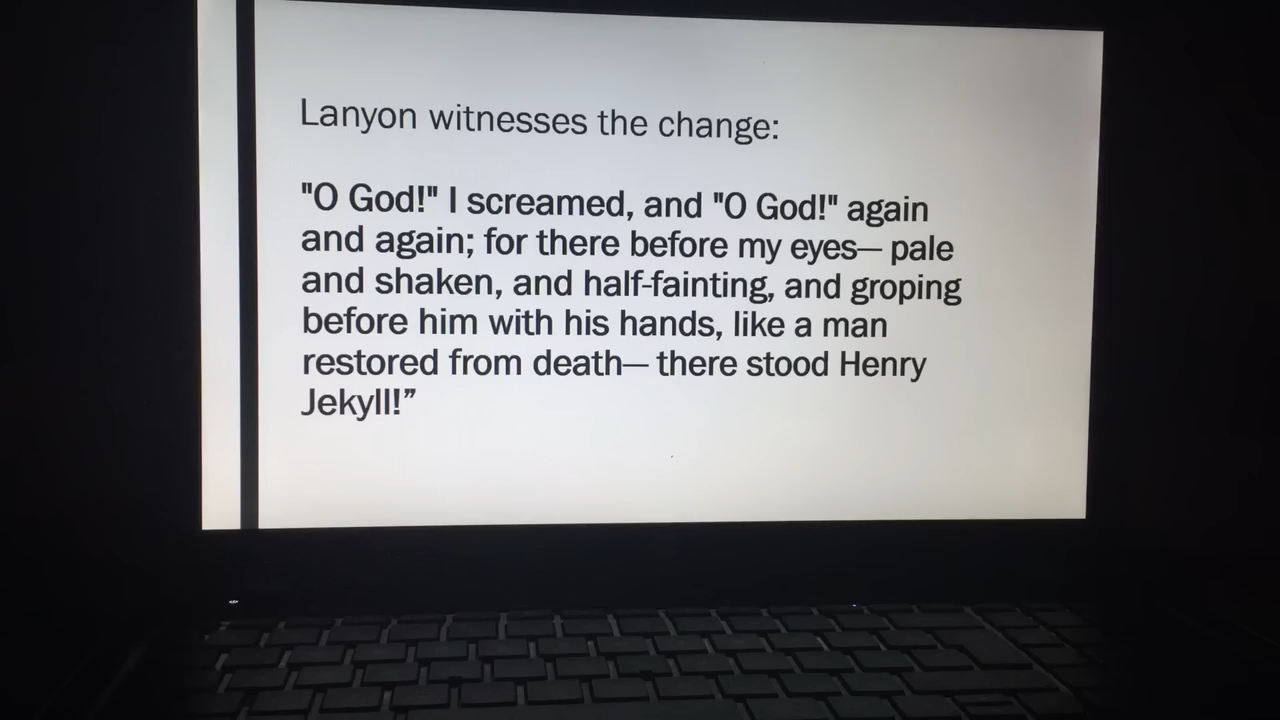 Lanyon witnesses the change:
"O God!" I screamed, and "O God!" again
and again; for there before my eyes— pale
and shaken, and half-fainting, and groping
before him with his hands, like a man
restored from death— there stood Henry
Jekyll!”